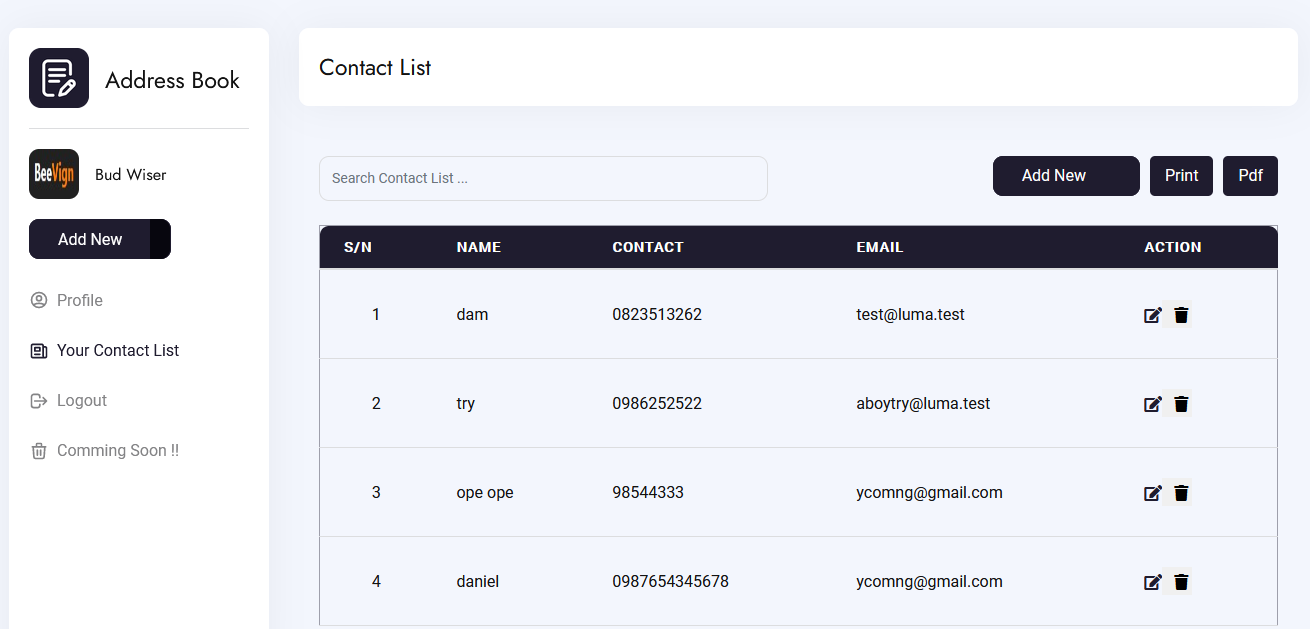 Address Book
BeeVign
Bud Wiser
Add New
Profile
Your Contact List
Logout
Comming Soon !!
Contact List
Search Contact List ...
Add New
Print
Pdf
S/N NAME CONTACT EMAIL ACTION
1 dam 0823513262 test@luma.test
2 try 0986252522 aboytry@luma.test
3 ope ope 98544333 ycomng@gmail.com
4 daniel 0987654345678 ycomng@gmail.com